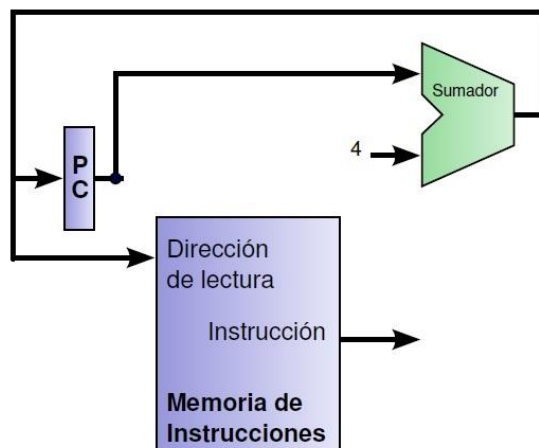 Sumador
4
P
C
Dirección
de lectura
Instrucción
Memoria de
Instrucciones